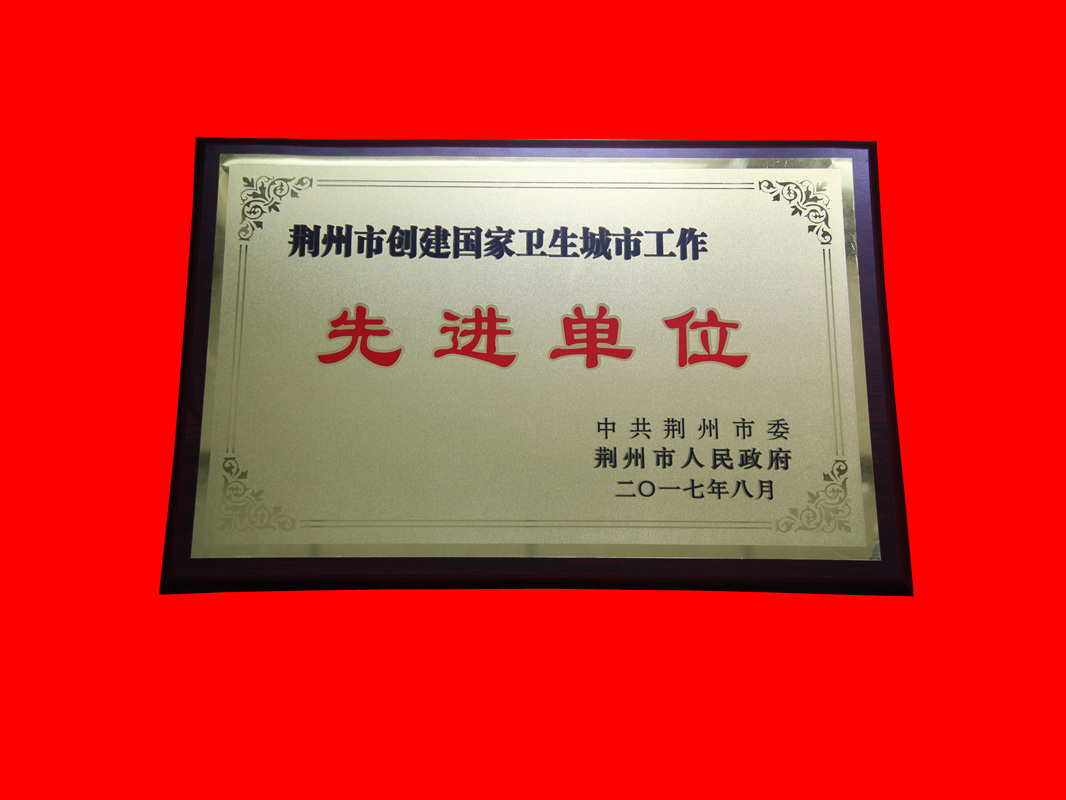 荆州市创建国家卫生城市工作
先进单位
中共荆州市委
荆州市人民政府
二〇一七年八月